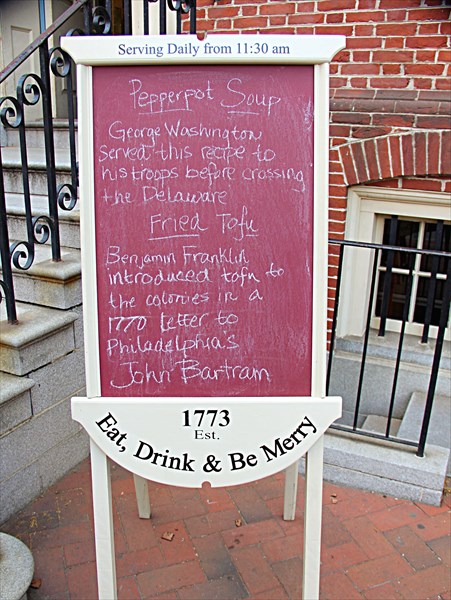 Serving Daily from 11:30 am
Pepperpot Soup
George Washington
served this recipe to
his troops before crossing
the Delaware
Fried Tofu
Benjamin Franklin
introduced tofu to
the colonies in a
1770 letter to
Philadelphia's
John Bartram
1773
Est.
Eat, Drink & Be Merry